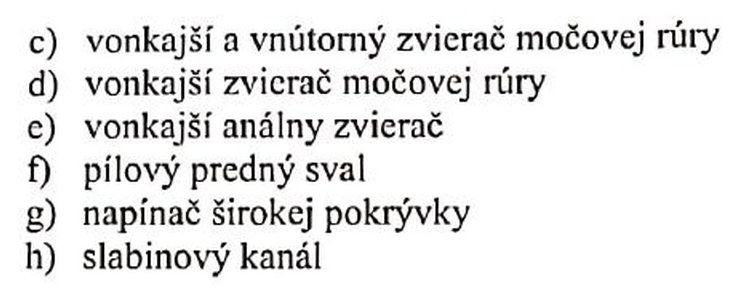 c) vonkajší a vnútorný zvierač močovej rúry
d) vonkajší zvierač močovej rúry
e) vonkajší análny zvierač
f) pílový predný sval
g) napínač širokej pokrývky
h) slabinový kanál